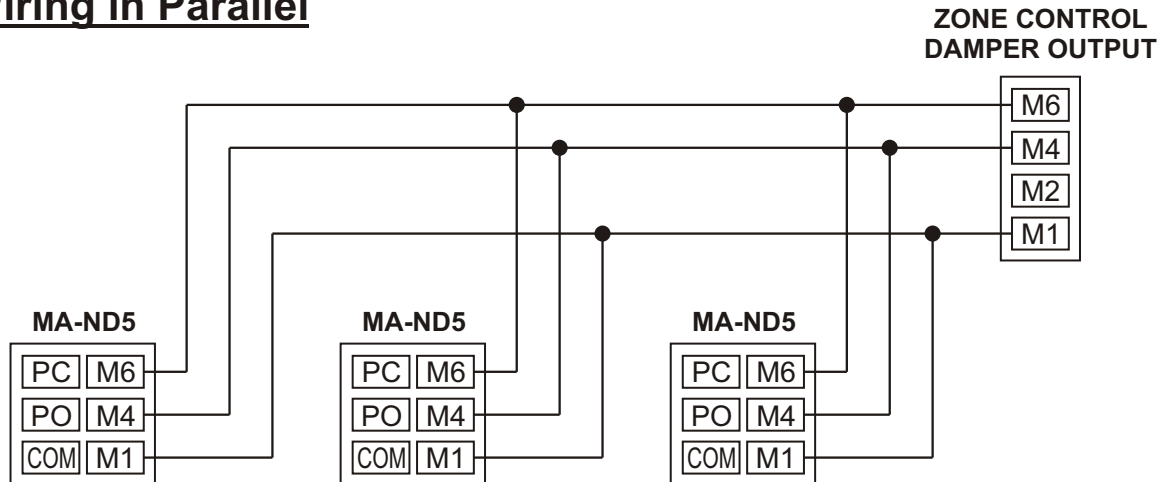 Wiring in Parallel
ZONE CONTROL
DAMPER OUTPUT
M6
M4
M2
M1
MA-ND5 MA-ND5 MA-ND5
PC M6 PC M6 PC M6
PO M4 PO M4 PO M4
COM M1 COM M1 COM M1